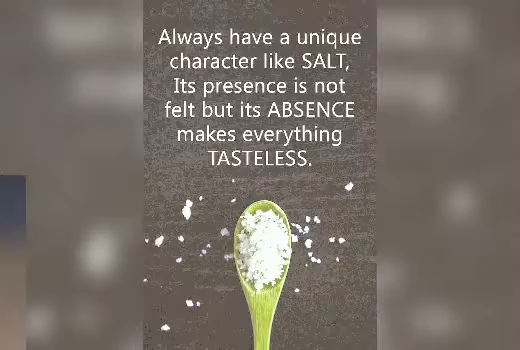 Always have a unique
character like SALT,
Its presence is not
felt but its ABSENCE
makes everything
TASTELESS.